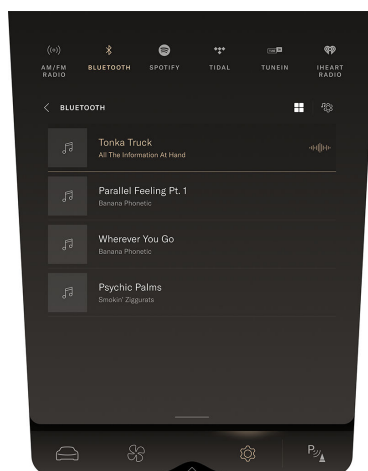 AM/FM
RADIO
BLUETOOTH
SPOTIFY
TIDAL
TUNEIN
IHEART
RADIO
BLUETOOTH
Tonka Truck
All The Information At Hand
Parallel Feeling Pt. 1
Banana Phonetic
Wherever You Go
Banana Phonetic
Psychic Palms
Smokin' Ziggurats
P